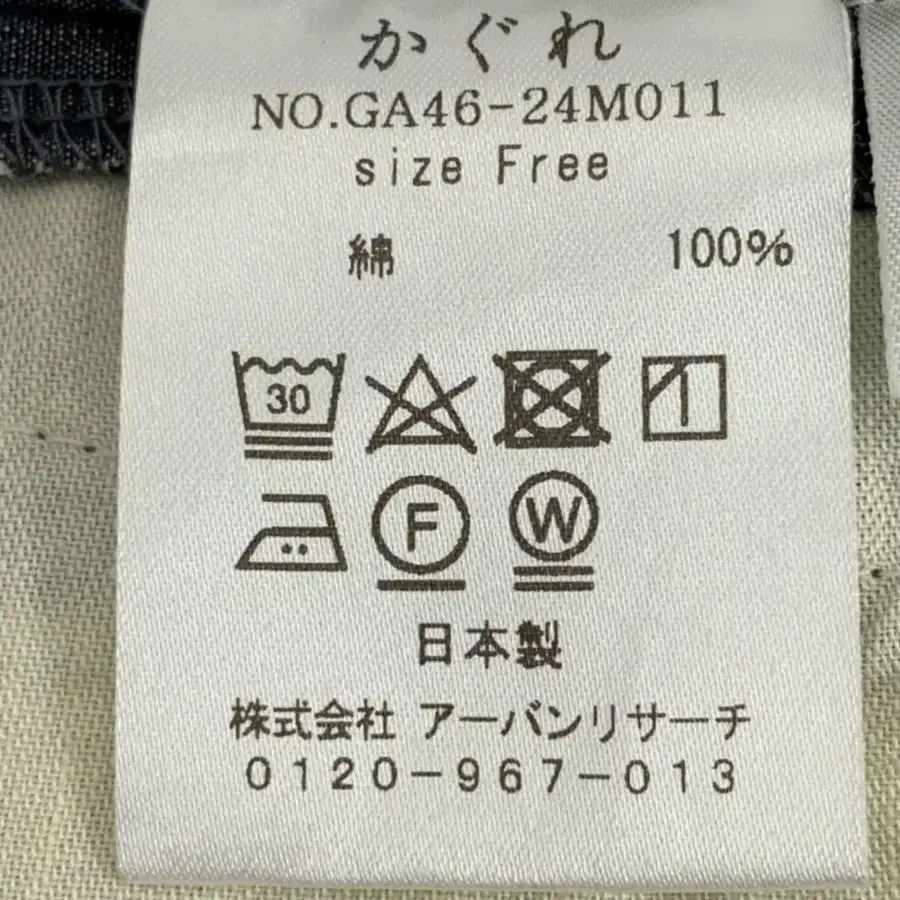 かぐれ
NO.GA46-24M011
size Free
綿 100%
30
F W
日本製
株式会社 アーバンリサーチ
0120-967-013